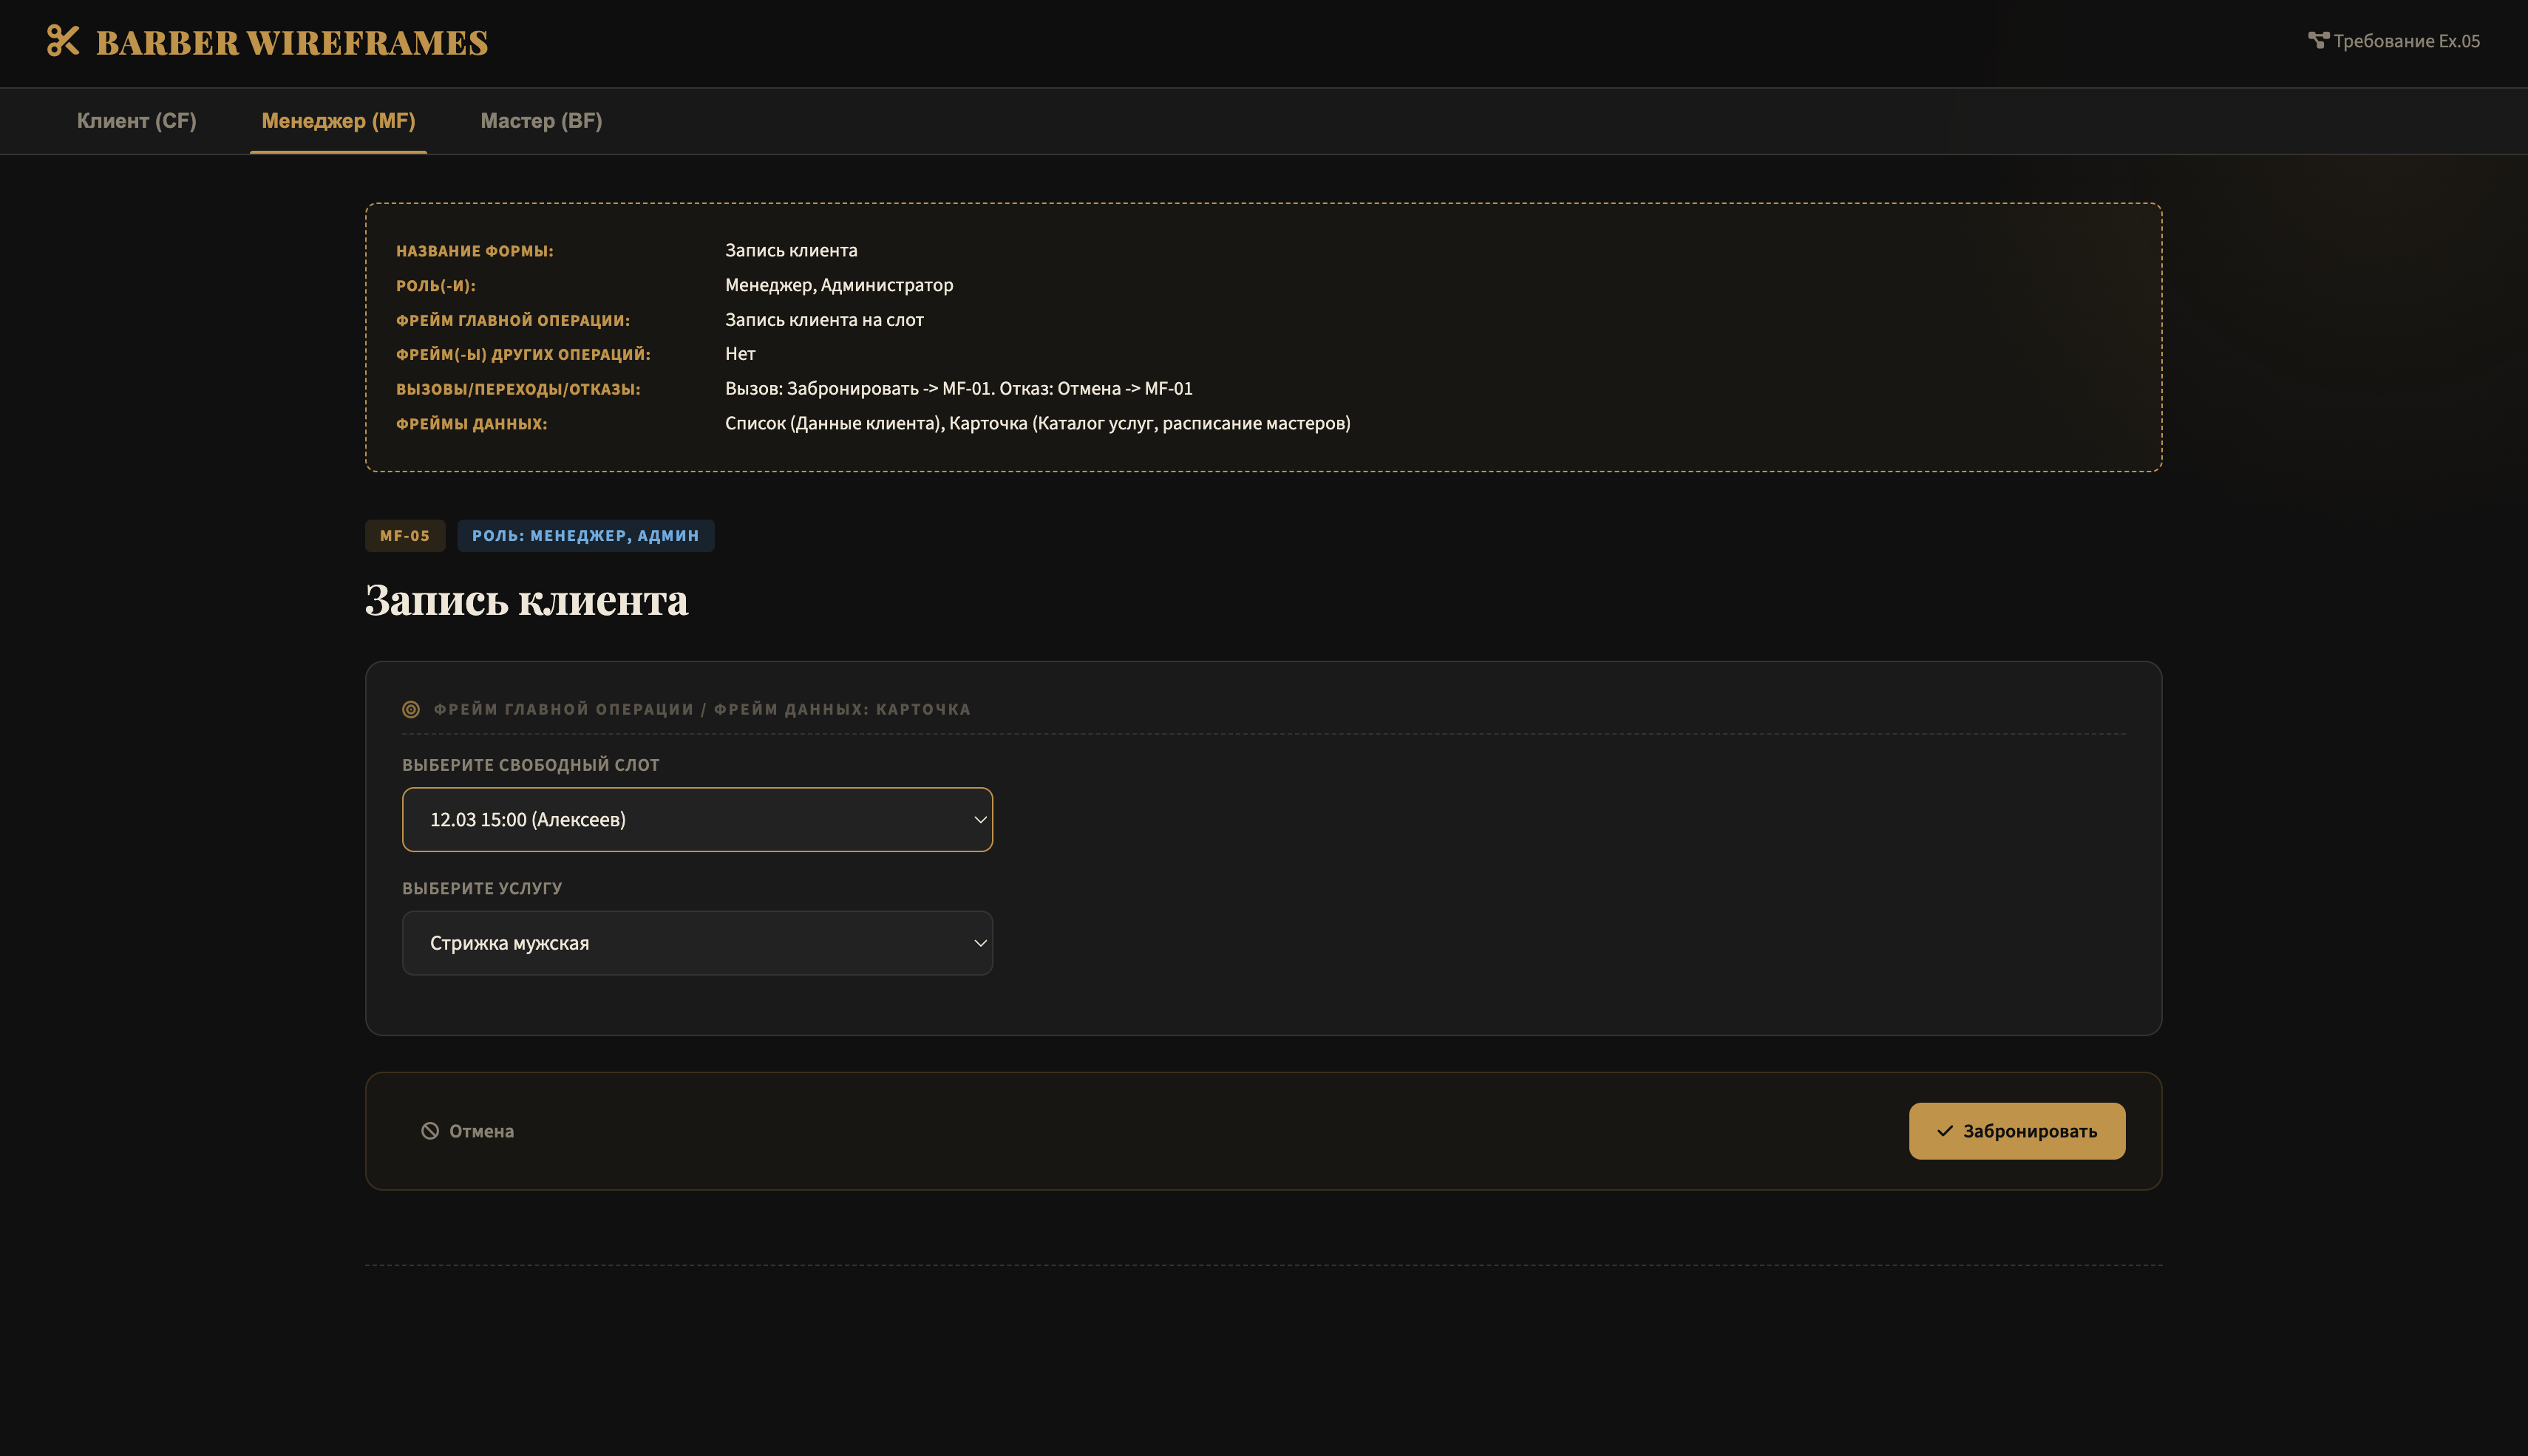 BARBER WIREFRAMES
Требование Ex.05
Клиент (CF) Менеджер (MF) Мастер (BF)
НАЗВАНИЕ ФОРМЫ: Запись клиента
РОЛЬ(-И): Менеджер, Администратор
ФРЕЙМ ГЛАВНОЙ ОПЕРАЦИИ: Запись клиента на слот
ФРЕЙМ(-Ы) ДРУГИХ ОПЕРАЦИЙ: Нет
ВЫЗОВЫ/ПЕРЕХОДЫ/ОТКАЗЫ: Вызов: Забронировать -> MF-01. Отказ: Отмена -> MF-01
ФРЕЙМЫ ДАННЫХ: Список (Данные клиента), Карточка (Каталог услуг, расписание мастеров)
MF-05 РОЛЬ: МЕНЕДЖЕР, АДМИН
Запись клиента
ФРЕЙМ ГЛАВНОЙ ОПЕРАЦИИ / ФРЕЙМ ДАННЫХ: КАРТОЧКА
ВЫБЕРИТЕ СВОБОДНЫЙ СЛОТ
12.03 15:00 (Алексеев)
ВЫБЕРИТЕ УСЛУГУ
Стрижка мужская
Отмена
Забронировать